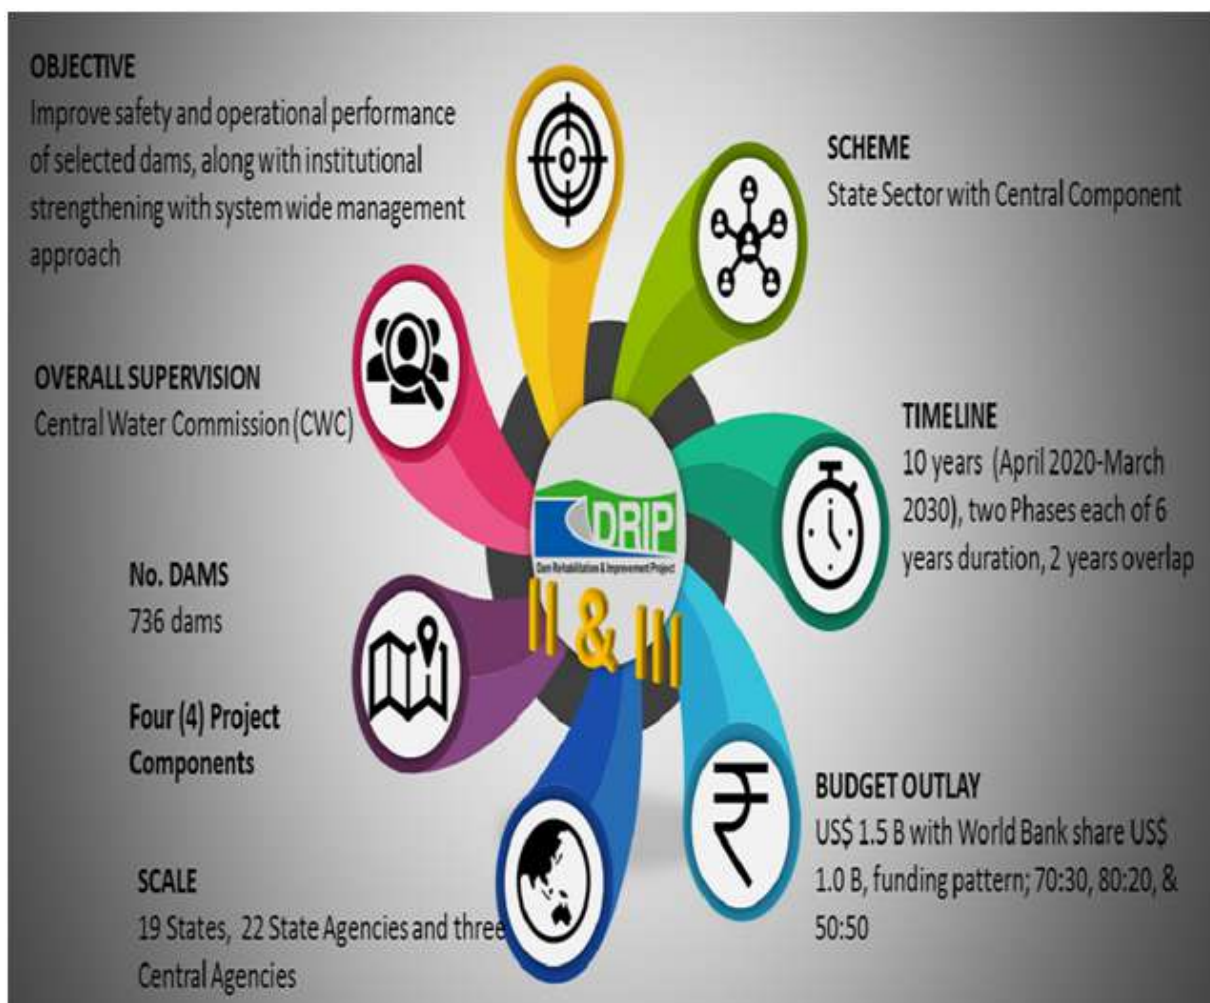 OBJECTIVE
Improve safety and operational performance
of selected dams, along with institutional
strengthening with system wide management
approach
SCHEME
State Sector with Central Component
OVERALL SUPERVISION
Central Water Commission (CWC)
TIMELINE
10 years (April 2020-March
2030), two Phases each of 6
years duration, 2 years overlap
DRIP
Dam Rehabilitation & Improvement Project
II & III
No. DAMS
736 dams
Four (4) Project
Components
BUDGET OUTLAY
US$ 1.5 B with World Bank share US$
1.0 B, funding pattern; 70:30, 80:20, &
50:50
₹
SCALE
19 States, 22 State Agencies and three
Central Agencies